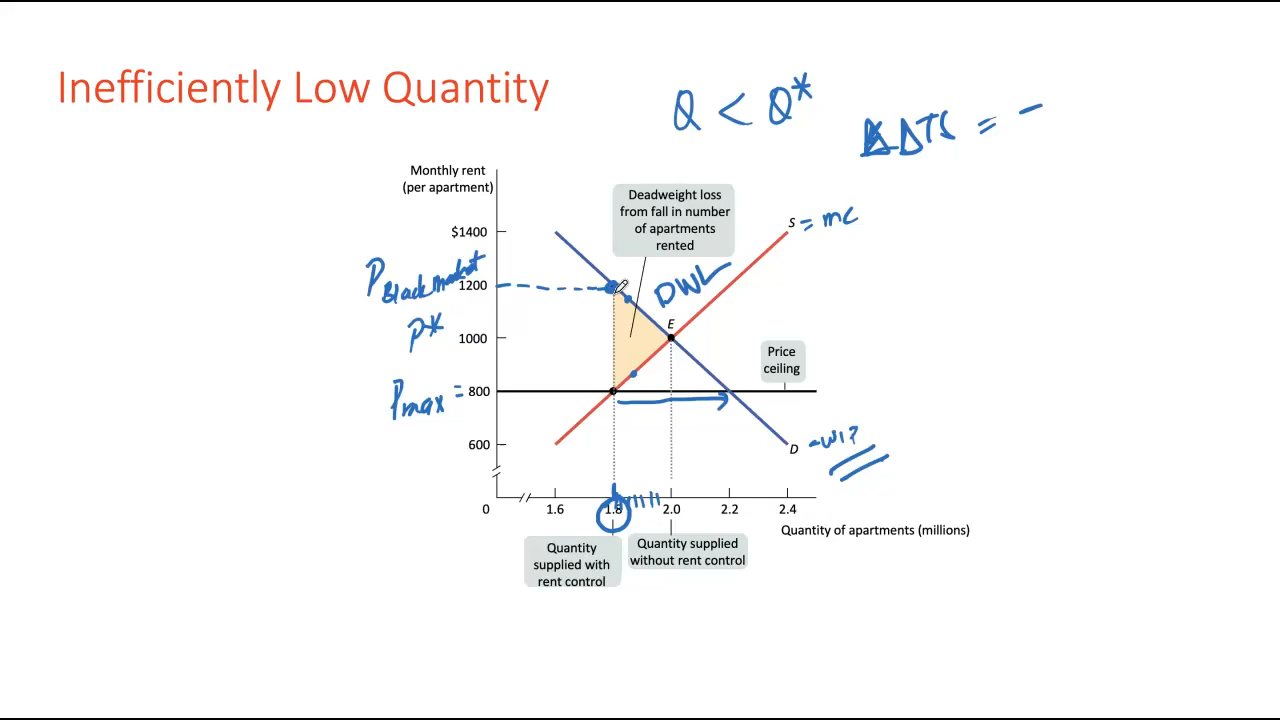 Inefficiently Low Quantity
Q < Q*
ΔTS = -
Monthly rent
(per apartment)
Deadweight loss
from fall in number
of apartments
rented
$1400
S = MC
P Black Market
1200
DWL
P*
1000
E
Price
ceiling
Pmax = 800
600
D
0
1.6
1.8
2.0
2.2
2.4
Quantity of apartments (millions)
Quantity
supplied with
rent control
Quantity supplied
without rent control